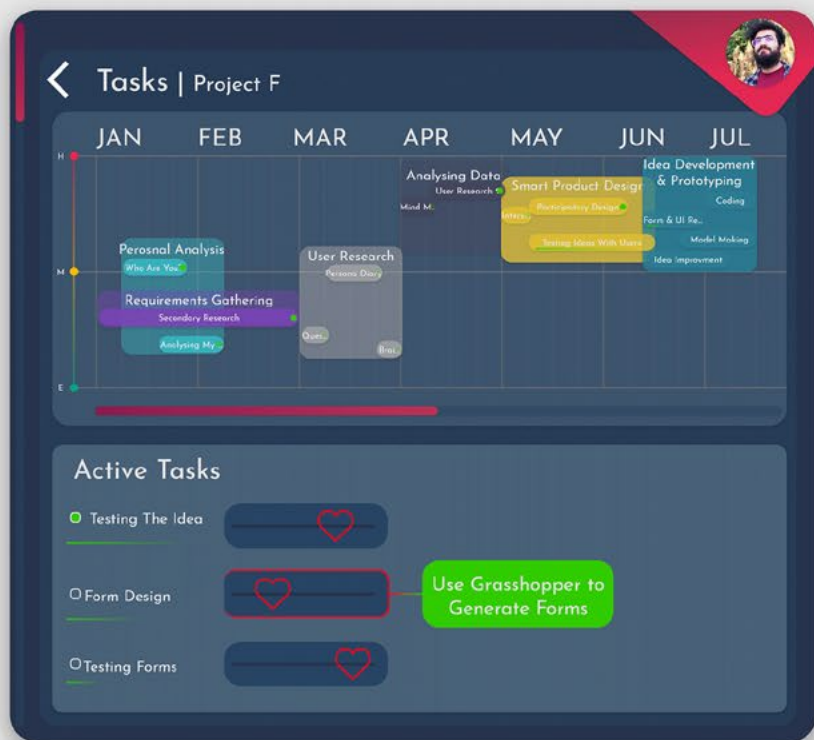 Tasks | Project F
JAN FEB MAR APR MAY JUN JUL
H
Idea Development
& Prototyping
Analysing Data
User Research
Smart Product Design
Coding
Mind M..
Participatory Design
Inter..
Form & UI Re..
Perosnal Analysis
Testing Ideas With Users
Model Making
User Research
Idea Improvment
Who Are You?
M
Persona Diary
Requirements Gathering
Secondary Research
Analysing My
E
Active Tasks
Testing The Idea
Form Design
Use Grasshopper to
Generate Forms
Testing Forms